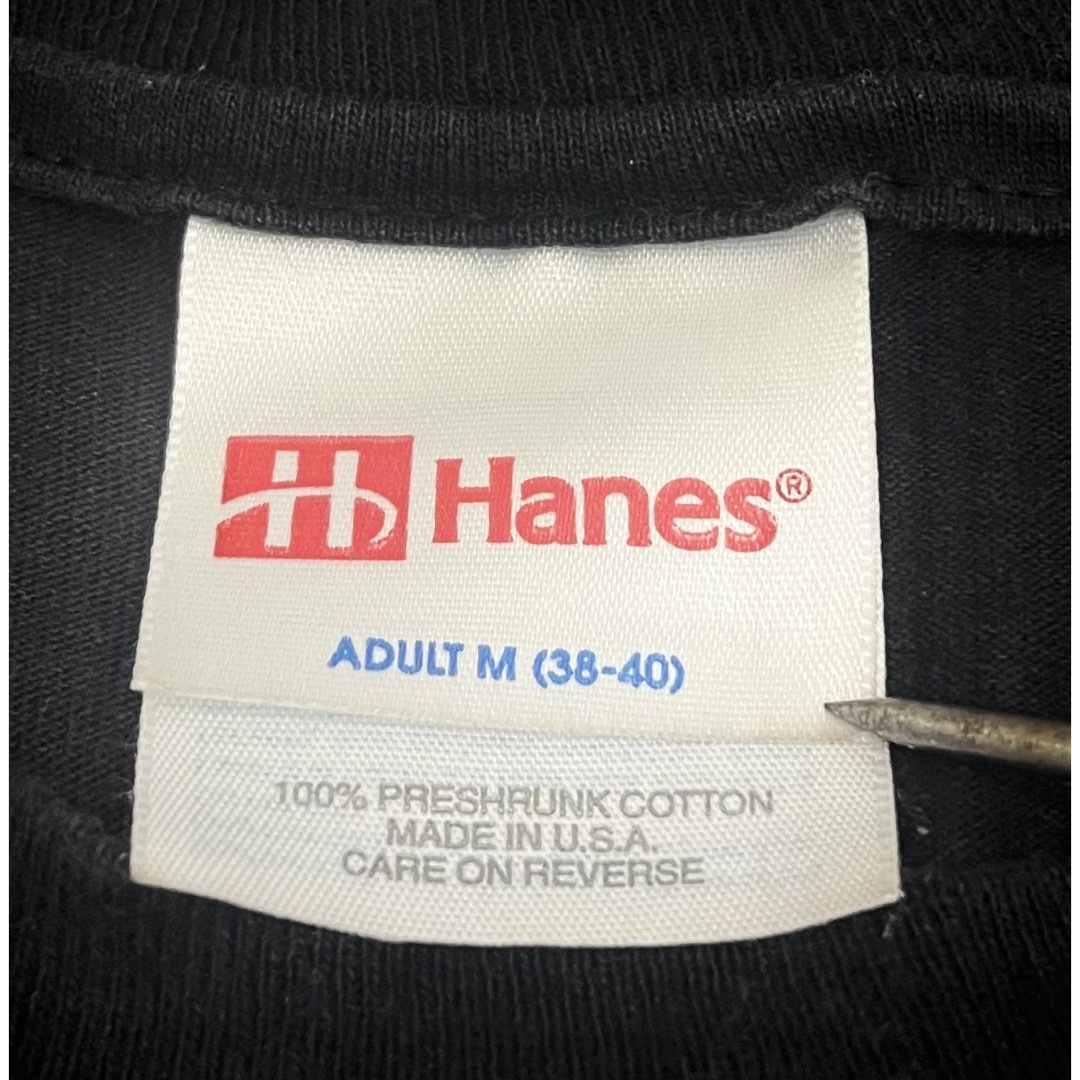 H Hanes®
ADULT M (38-40)
100% PRESHRUNK COTTON
MADE IN U.S.A.
CARE ON REVERSE